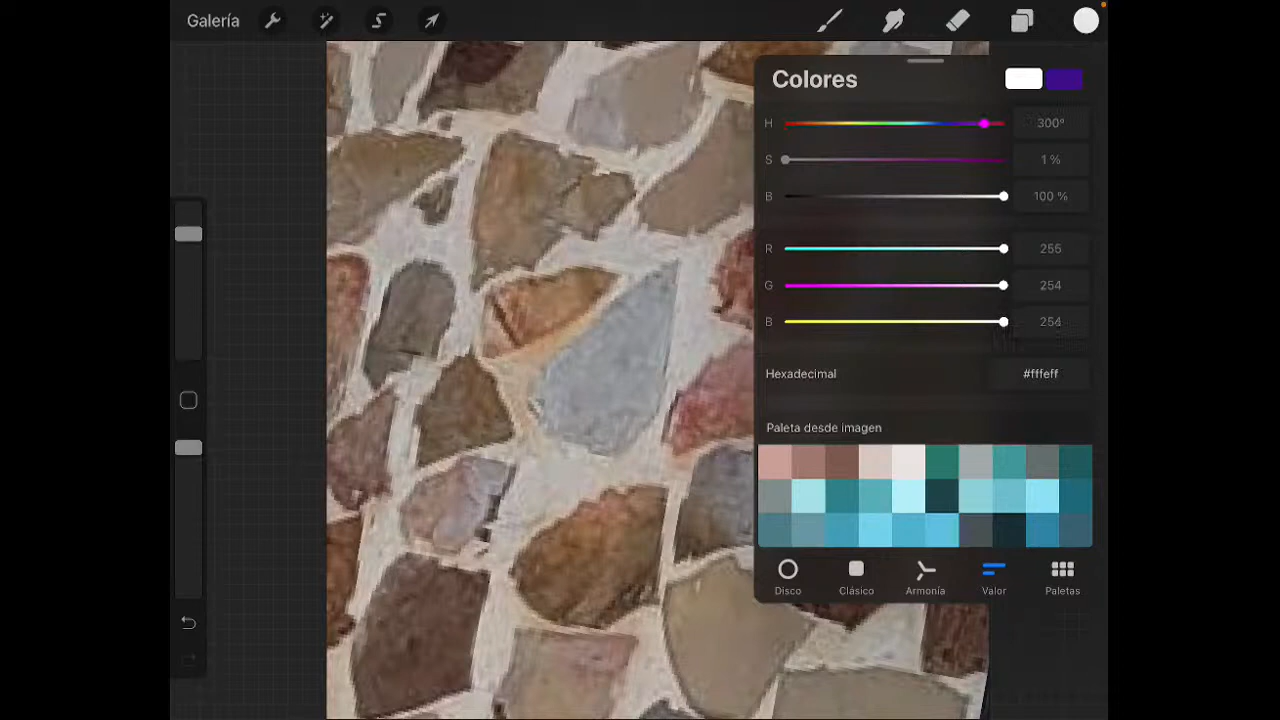 Galería
Colores
H 300°
S 1 %
B 100 %
R 255
G 254
B 254
Hexadecimal #fffeff
Paleta desde imagen
Disco Clásico Armonía Valor Paletas